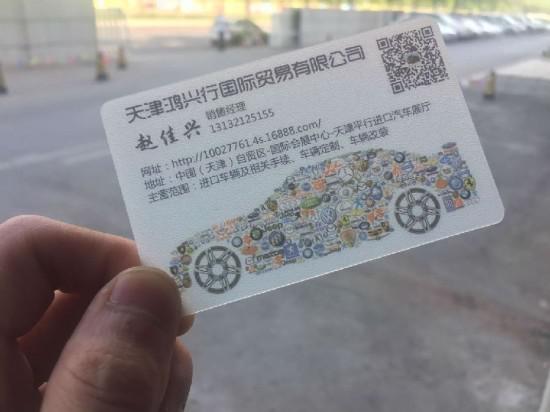 天津鸿兴行国际贸易有限公司
赵佳兴 销售经理
13132125155
网址：http://10027761.4s.16888.com/
地址：中国（天津）自贸区-国际会展中心-天津平行进口汽车展厅
主营范围：进口车辆及相关手续、车辆定制、车辆改装